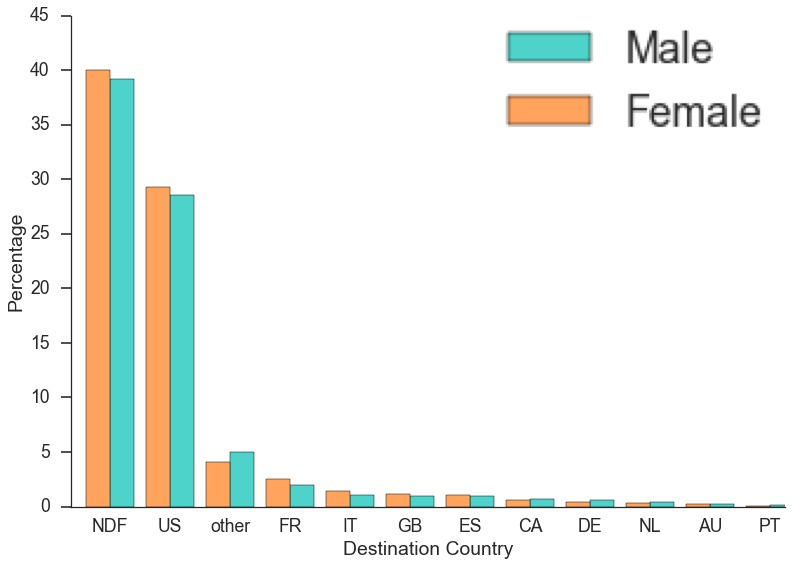 45
40
35
30
25
20
15
10
5
0
Percentage
Male
Female
NDF US other FR IT GB ES CA DE NL AU PT
Destination Country